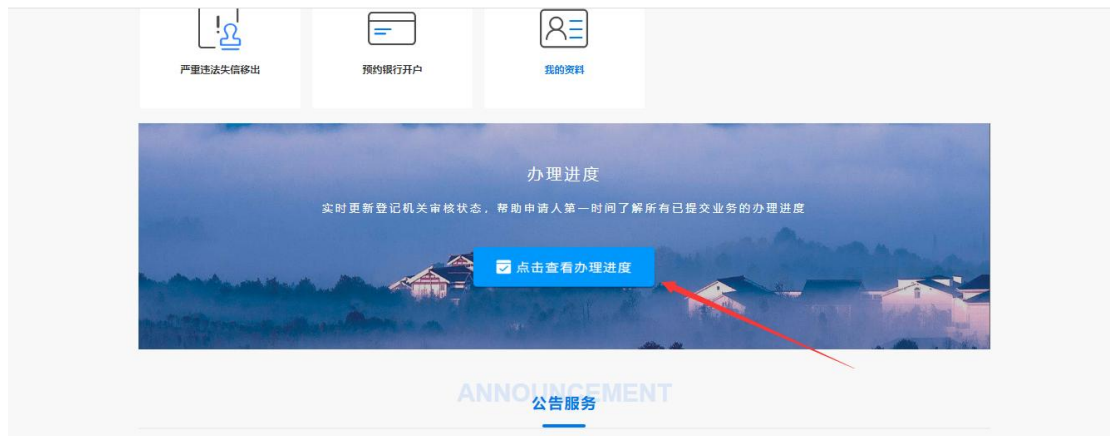 严重违法失信移出
预约银行开户
我的资料
办理进度
实时更新登记机关审核状态，帮助申请人第一时间了解所有已提交业务的办理进度
点击查看办理进度
ANNOUNCEMENT
公告服务